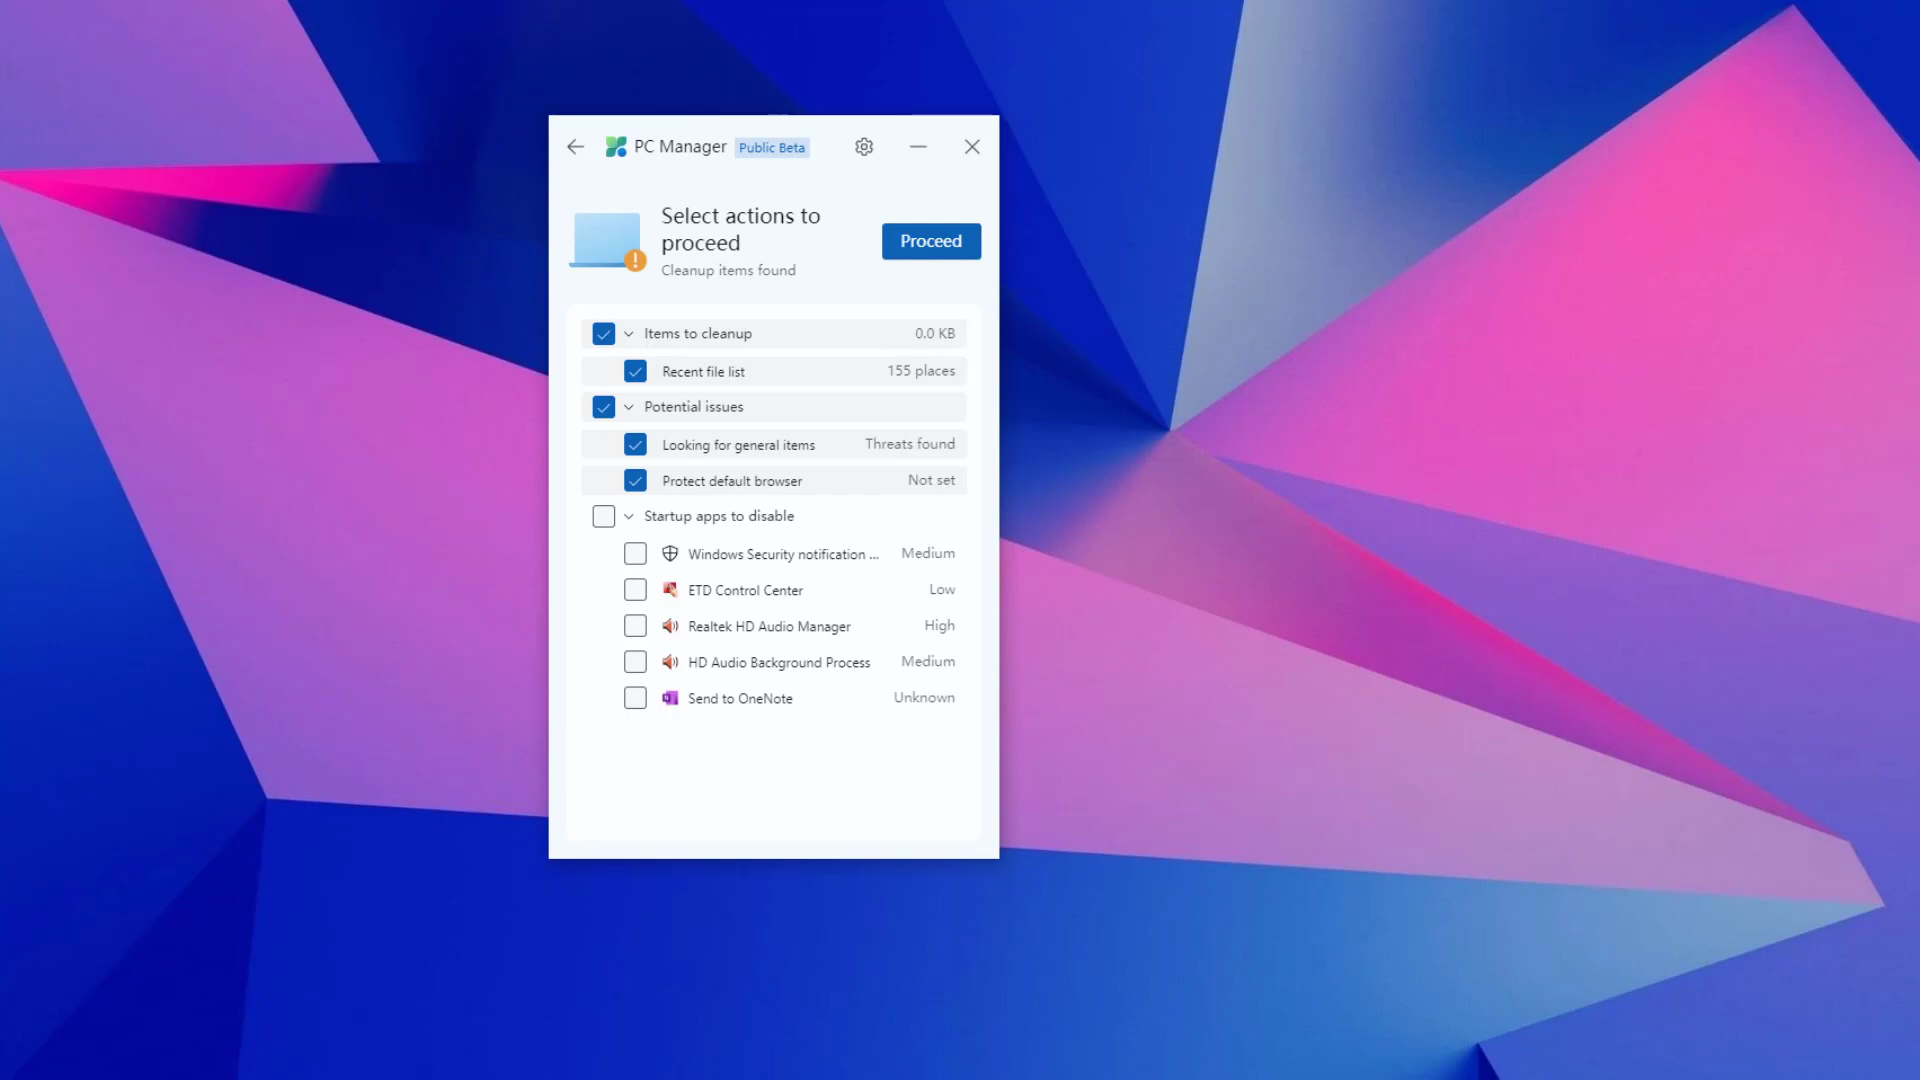 PC Manager Public Beta
Select actions to
proceed
Proceed
Cleanup items found
Items to cleanup 0.0 KB
Recent file list 155 places
Potential issues
Looking for general items Threats found
Protect default browser Not set
Startup apps to disable
Windows Security notification ... Medium
ETD Control Center Low
Realtek HD Audio Manager High
HD Audio Background Process Medium
Send to OneNote Unknown